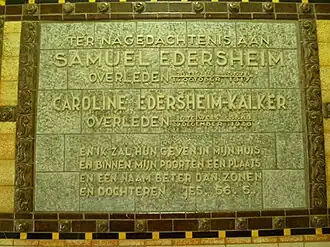 TER NAGEDACHTENIS AAN
SAMUEL EDERSHEIM
OVERLEDEN
CAROLINE EDERSHEIM-KALKER
OVERLEDEN
DECEMBER
EN IK ZAL HUN GEVEN IN MIJN HUIS
EN BINNEN MIJN POORTEN EEN PLAATS
EN EEN NAAM BETER DAN ZONEN
EN DOCHTEREN JES. 56. 5.